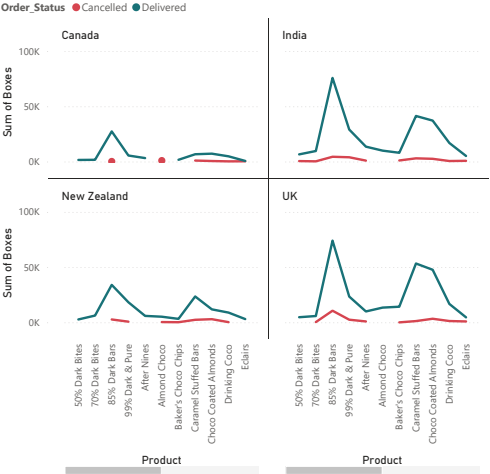 Order_Status Cancelled Delivered
Canada
India
100K
50K
0K
Sum of Boxes
New Zealand
UK
100K
50K
0K
Sum of Boxes
50% Dark Bites
70% Dark Bites
85% Dark Bars
99% Dark & Pure
After Nines
Almond Choco
Baker's Choco Chips
Caramel Stuffed Bars
Choco Coated Almonds
Drinking Coco
Eclairs
50% Dark Bites
70% Dark Bites
85% Dark Bars
99% Dark & Pure
After Nines
Almond Choco
Baker's Choco Chips
Caramel Stuffed Bars
Choco Coated Almonds
Drinking Coco
Eclairs
Product
Product